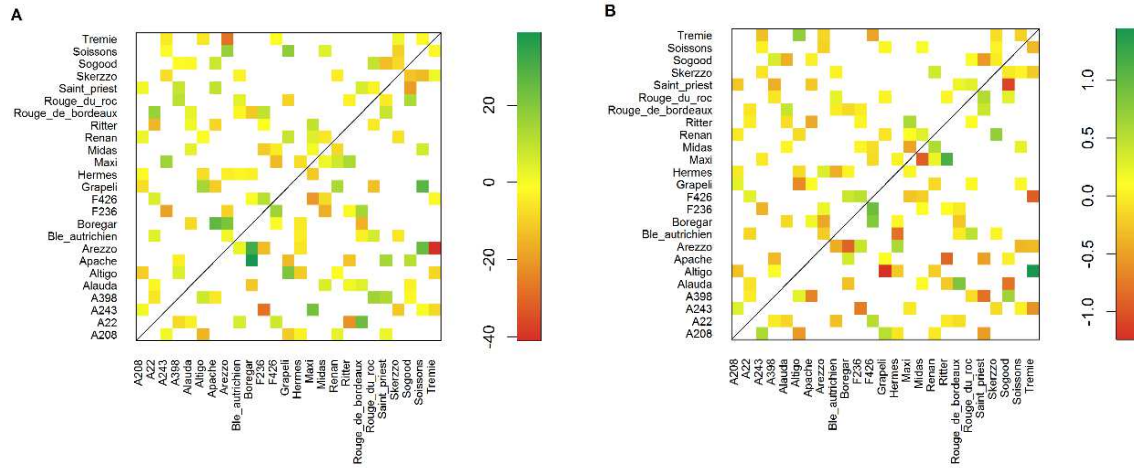 A
Tremie
Soissons
Sogood
Skerzzo
Saint_priest
Rouge_du_roc
Rouge_de_bordeaux
Ritter
Renan
Midas
Maxi
Hermes
Grapeli
F426
F236
Boregar
Ble_autrichien
Arezzo
Apache
Altigo
Alauda
A398
A243
A22
A208
A208
A22
A243
A398
Alauda
Altigo
Apache
Arezzo
Ble_autrichien
Boregar
F236
F426
Grapeli
Hermes
Maxi
Midas
Renan
Ritter
Rouge_de_bordeaux
Rouge_du_roc
Saint_priest
Skerzzo
Sogood
Soissons
Tremie
20
0
−20
−40
B
Tremie
Soissons
Sogood
Skerzzo
Saint_priest
Rouge_du_roc
Rouge_de_bordeaux
Ritter
Renan
Midas
Maxi
Hermes
Grapeli
F426
F236
Boregar
Ble_autrichien
Arezzo
Apache
Altigo
Alauda
A398
A243
A22
A208
A208
A22
A243
A398
Alauda
Altigo
Apache
Arezzo
Ble_autrichien
Boregar
F236
F426
Grapeli
Hermes
Maxi
Midas
Renan
Ritter
Rouge_de_bordeaux
Rouge_du_roc
Saint_priest
Skerzzo
Sogood
Soissons
Tremie
1.0
0.5
0.0
−0.5
−1.0